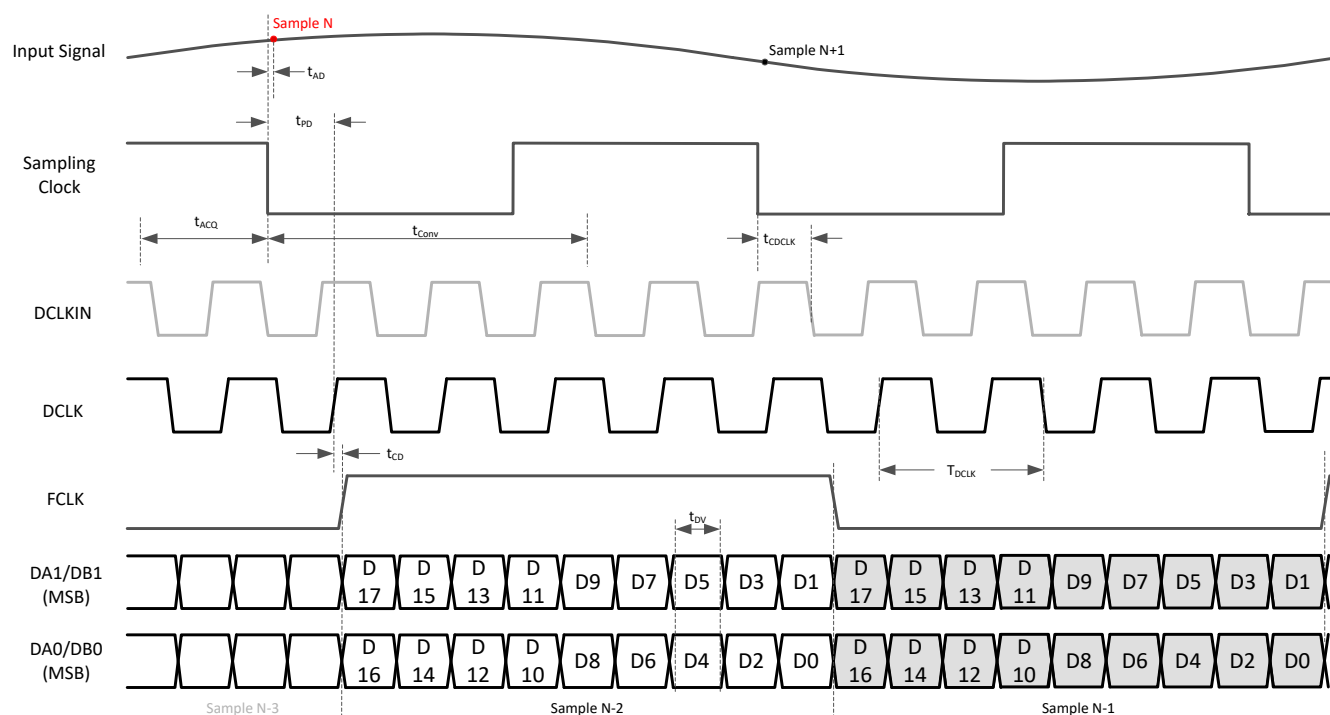 Sample N
Input Signal
Sample N+1
tAD
tPD
Sampling
Clock
tACQ
tConv
tCDCLK
DCLKIN
DCLK
tCD
TDCLK
FCLK
tDV
DA1/DB1
(MSB)
D 17 D 15 D 13 D 11 D9 D7 D5 D3 D1 D 17 D 15 D 13 D 11 D9 D7 D5 D3 D1
DA0/DB0
(MSB)
D 16 D 14 D 12 D 10 D8 D6 D4 D2 D0 D 16 D 14 D 12 D 10 D8 D6 D4 D2 D0
Sample N-3 Sample N-2 Sample N-1